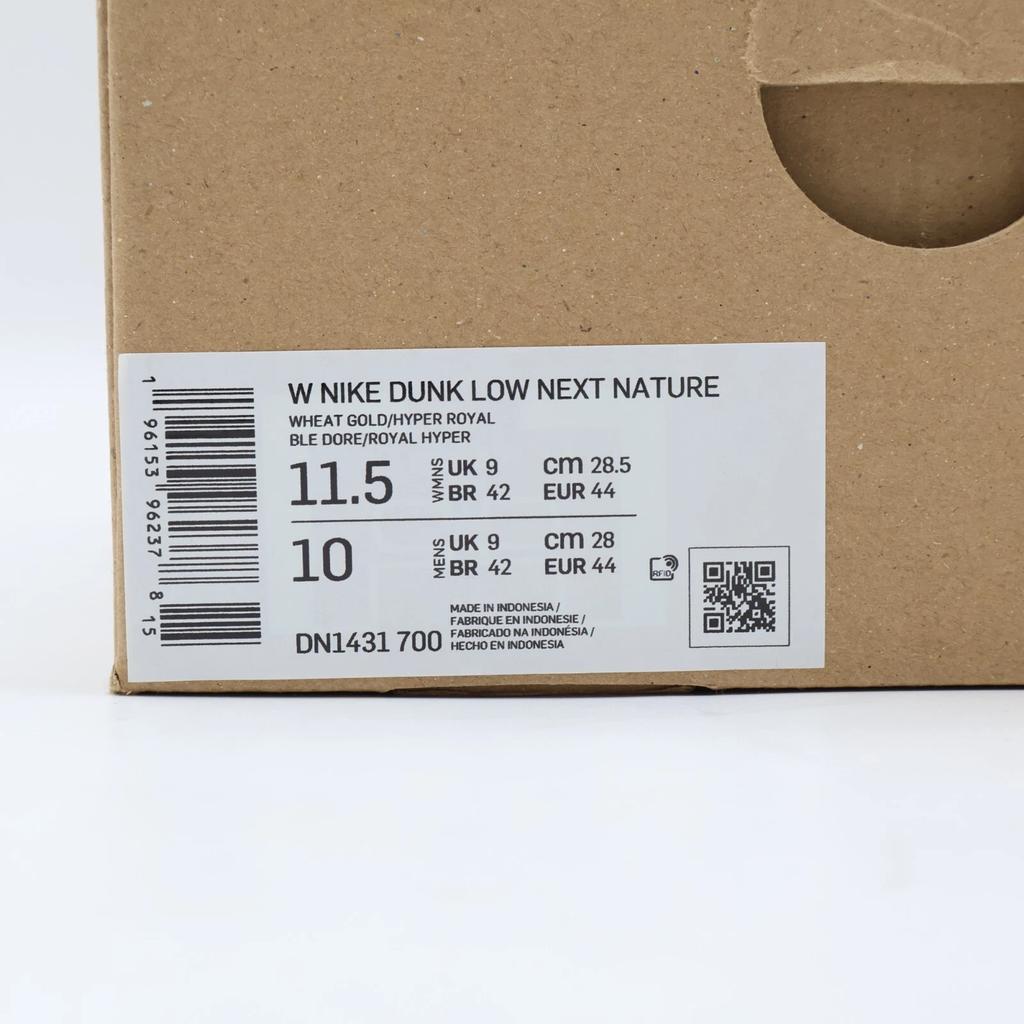 W NIKE DUNK LOW NEXT NATURE
WHEAT GOLD/HYPER ROYAL
BLE DORE/ROYAL HYPER
11.5 WMNS UK 9 cm 28.5
BR 42 EUR 44
10 MENS UK 9 cm 28
BR 42 EUR 44
RFID
DN1431 700
MADE IN INDONESIA /
FABRIQUE EN INDONESIE /
FABRICADO NA INDONÉSIA /
HECHO EN INDONESIA
1 96153 96237 8 15